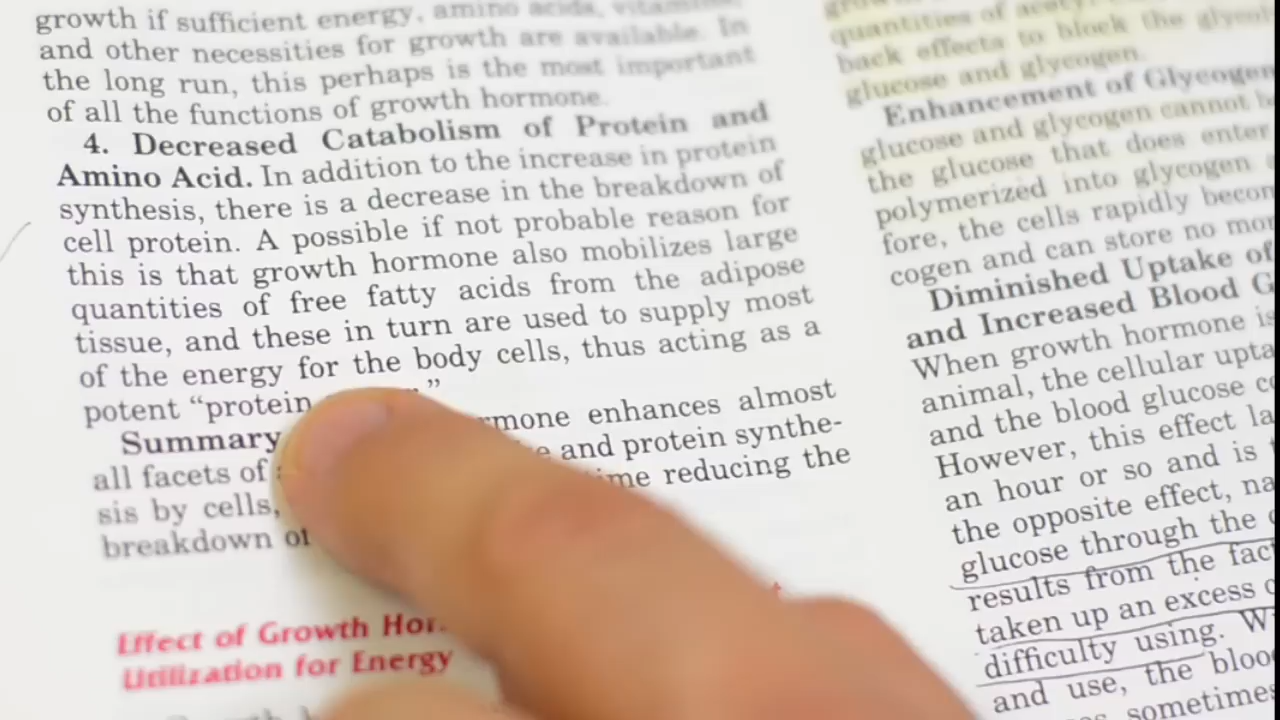 growth if sufficient energy, amino acids, vitamins,
and other necessities for growth are available. In
the long run, this perhaps is the most important
of all the functions of growth hormone.
4. Decreased Catabolism of Protein and
Amino Acid. In addition to the increase in protein
synthesis, there is a decrease in the breakdown of
cell protein. A possible if not probable reason for
this is that growth hormone also mobilizes large
quantities of free fatty acids from the adipose
tissue, and these in turn are used to supply most
of the energy for the body cells, thus acting as a
potent “protein ”
Summary rmone enhances almost
all facets of and protein synthe-
sis by cells, me reducing the
breakdown of
Effect of Growth Hor
Utilization for Energy
Growth
quantities of
back effects to block the
glucose and glycogen.
Enhancement of Glycogen
glucose and glycogen cannot
the glucose that does enter
polymerized into glycogen
fore, the cells rapidly becom
cogen and can store no mor
Diminished Uptake of
and Increased Blood G
When growth hormone is
animal, the cellular upta
and the blood glucose co
However, this effect la
an hour or so and is
the opposite effect, na
glucose through the
results from the fact
taken up an excess
difficulty using. W
and use, the bloo
sometimes